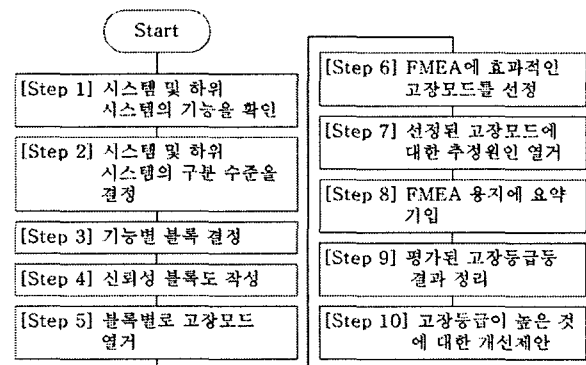 Start
[Step 1] 시스템 및 하위
시스템의 기능을 확인
[Step 2] 시스템 및 하위
시스템의 구분 수준을
결정
[Step 3] 기능별 블록 결정
[Step 4] 신뢰성 블록도 작성
[Step 5] 블록별로 고장모드
열거
[Step 6] FMEA에 효과적인
고장모드를 선정
[Step 7] 선정된 고장모드에
대한 추정원인 열거
[Step 8] FMEA 용지에 요약
기입
[Step 9] 평가된 고장등급등
결과 정리
[Step 10] 고장등급이 높은 것
에 대한 개선제안